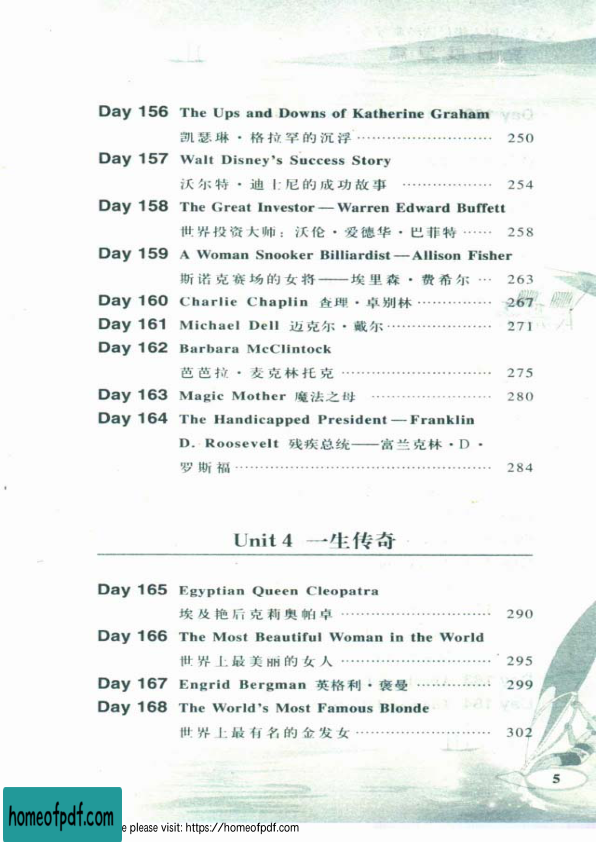 Day 156 The Ups and Downs of Katherine Graham
凯瑟琳·格拉罕的沉浮 ························ 250
Day 157 Walt Disney's Success Story
沃尔特·迪士尼的成功故事 ················ 254
Day 158 The Great Investor — Warren Edward Buffett
世界投资大师：沃伦·爱德华·巴菲特 ······ 258
Day 159 A Woman Snooker Billiardist — Allison Fisher
斯诺克赛场的女将——埃里森·费希尔 ··· 263
Day 160 Charlie Chaplin 查理·卓别林 ·············· 267
Day 161 Michael Dell 迈克尔·戴尔 ··················· 271
Day 162 Barbara McClintock
芭芭拉·麦克林托克 ··························· 275
Day 163 Magic Mother 魔法之母 ······················ 280
Day 164 The Handicapped President — Franklin
D. Roosevelt 残疾总统——富兰克林·D·
罗斯福 ·············································· 284
Unit 4 一生传奇
Day 165 Egyptian Queen Cleopatra
埃及艳后克莉奥帕卓 ··························· 290
Day 166 The Most Beautiful Woman in the World
世界上最美丽的女人 ··························· 295
Day 167 Engrid Bergman 英格利·褒曼 ·············· 299
Day 168 The World's Most Famous Blonde
世界上最有名的金发女 ························ 302
5
homeofpdf.com
e please visit: https://homeofpdf.com